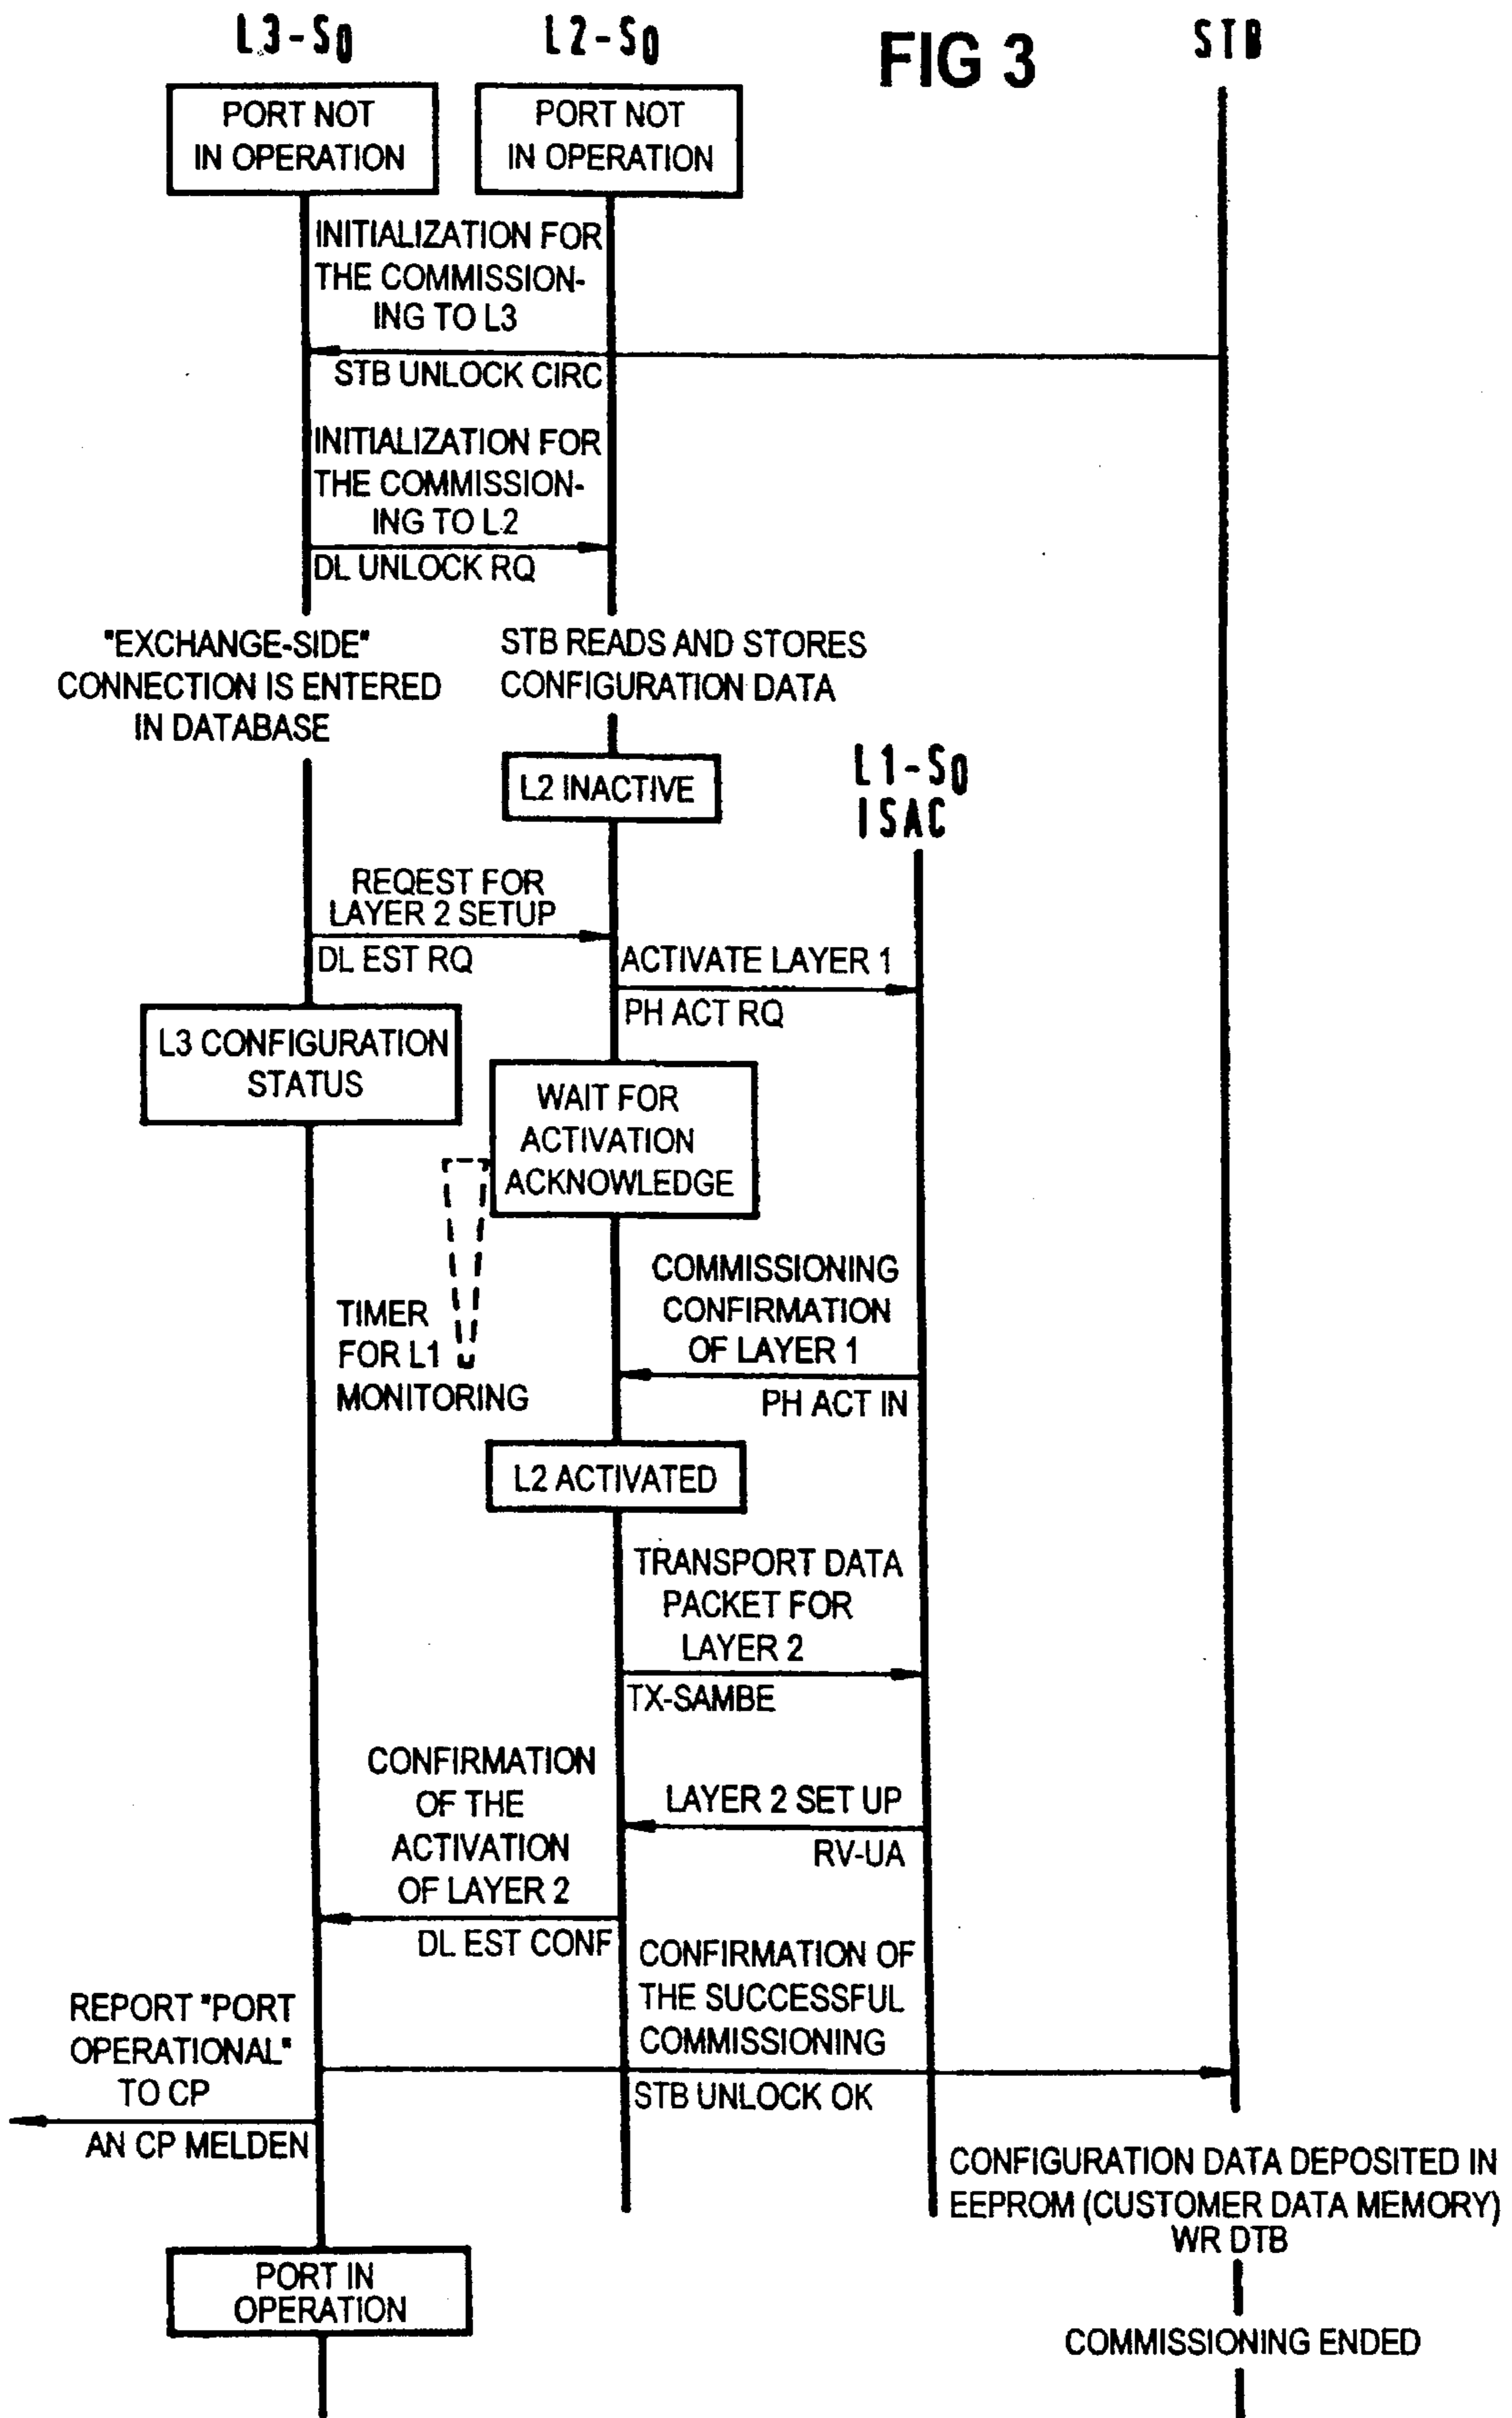 L3-S0
L2-S0
FIG 3
STB
PORT NOT
IN OPERATION
PORT NOT
IN OPERATION
INITIALIZATION FOR
THE COMMISSION-
ING TO L3
STB UNLOCK CIRC
INITIALIZATION FOR
THE COMMISSION-
ING TO L2
DL UNLOCK RQ
"EXCHANGE-SIDE"
CONNECTION IS ENTERED
IN DATABASE
STB READS AND STORES
CONFIGURATION DATA
L2 INACTIVE
L1-S0
ISAC
REQEST FOR
LAYER 2 SETUP
DL EST RQ
ACTIVATE LAYER 1
PH ACT RQ
L3 CONFIGURATION
STATUS
WAIT FOR
ACTIVATION
ACKNOWLEDGE
TIMER
FOR L1
MONITORING
COMMISSIONING
CONFIRMATION
OF LAYER 1
PH ACT IN
L2 ACTIVATED
TRANSPORT DATA
PACKET FOR
LAYER 2
TX-SAMBE
LAYER 2 SET UP
RV-UA
CONFIRMATION
OF THE
ACTIVATION
OF LAYER 2
DL EST CONF
CONFIRMATION OF
THE SUCCESSFUL
COMMISSIONING
STB UNLOCK OK
REPORT "PORT
OPERATIONAL"
TO CP
AN CP MELDEN
CONFIGURATION DATA DEPOSITED IN
EEPROM (CUSTOMER DATA MEMORY)
WR DTB
PORT IN
OPERATION
COMMISSIONING ENDED